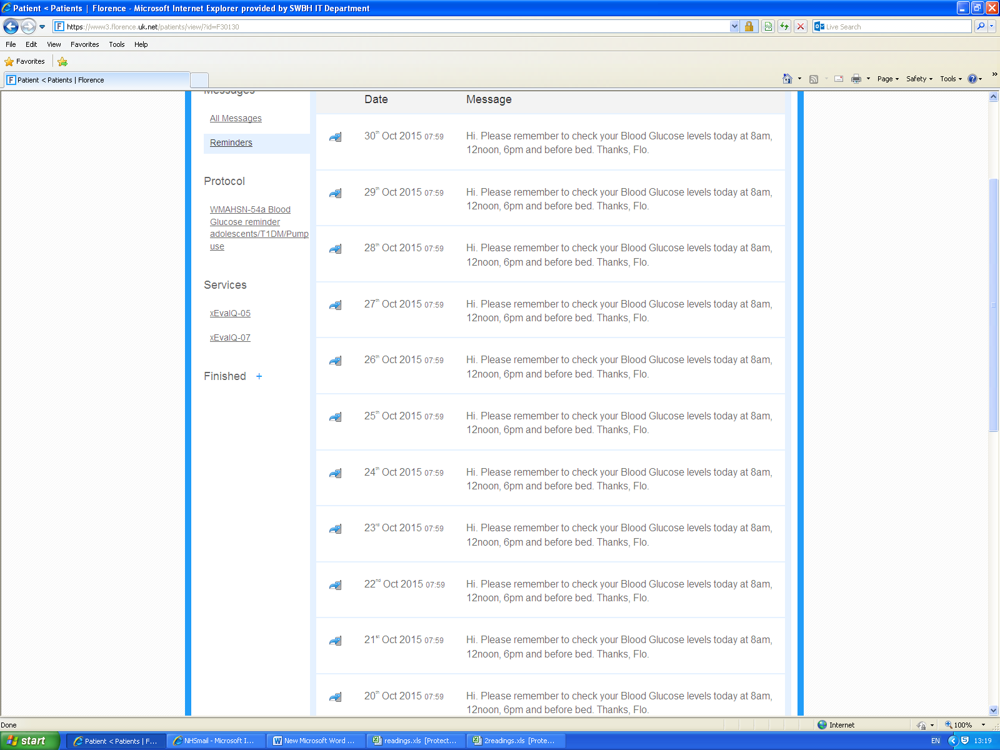 Patient < Patients | Florence - Microsoft Internet Explorer provided by SWBH IT Department
https://www3.florence.uk.net/patients/view/?id=F30130
Live Search
File Edit View Favorites Tools Help
Favorites
Patient < Patients | Florence
Page Safety Tools
Messages
All Messages
Reminders
Protocol
WMAHSN-54a Blood
Glucose reminder
adolescents/T1DM/Pump
use
Services
xEvalQ-05
xEvalQ-07
Finished +
Date Message
30th Oct 2015 07:59 Hi. Please remember to check your Blood Glucose levels today at 8am,
12noon, 6pm and before bed. Thanks, Flo.
29th Oct 2015 07:59 Hi. Please remember to check your Blood Glucose levels today at 8am,
12noon, 6pm and before bed. Thanks, Flo.
28th Oct 2015 07:59 Hi. Please remember to check your Blood Glucose levels today at 8am,
12noon, 6pm and before bed. Thanks, Flo.
27th Oct 2015 07:59 Hi. Please remember to check your Blood Glucose levels today at 8am,
12noon, 6pm and before bed. Thanks, Flo.
26th Oct 2015 07:59 Hi. Please remember to check your Blood Glucose levels today at 8am,
12noon, 6pm and before bed. Thanks, Flo.
25th Oct 2015 07:59 Hi. Please remember to check your Blood Glucose levels today at 8am,
12noon, 6pm and before bed. Thanks, Flo.
24th Oct 2015 07:59 Hi. Please remember to check your Blood Glucose levels today at 8am,
12noon, 6pm and before bed. Thanks, Flo.
23rd Oct 2015 07:59 Hi. Please remember to check your Blood Glucose levels today at 8am,
12noon, 6pm and before bed. Thanks, Flo.
22nd Oct 2015 07:59 Hi. Please remember to check your Blood Glucose levels today at 8am,
12noon, 6pm and before bed. Thanks, Flo.
21st Oct 2015 07:59 Hi. Please remember to check your Blood Glucose levels today at 8am,
12noon, 6pm and before bed. Thanks, Flo.
20th Oct 2015 07:59 Hi. Please remember to check your Blood Glucose levels today at 8am,
12noon, 6pm and before bed. Thanks, Flo.
Done Internet 100%
start Patient < Patients | F... NHSmail - Microsoft I... New Microsoft Word ... readings.xls [Protect... 2readings.xls [Prote... EN 13:19